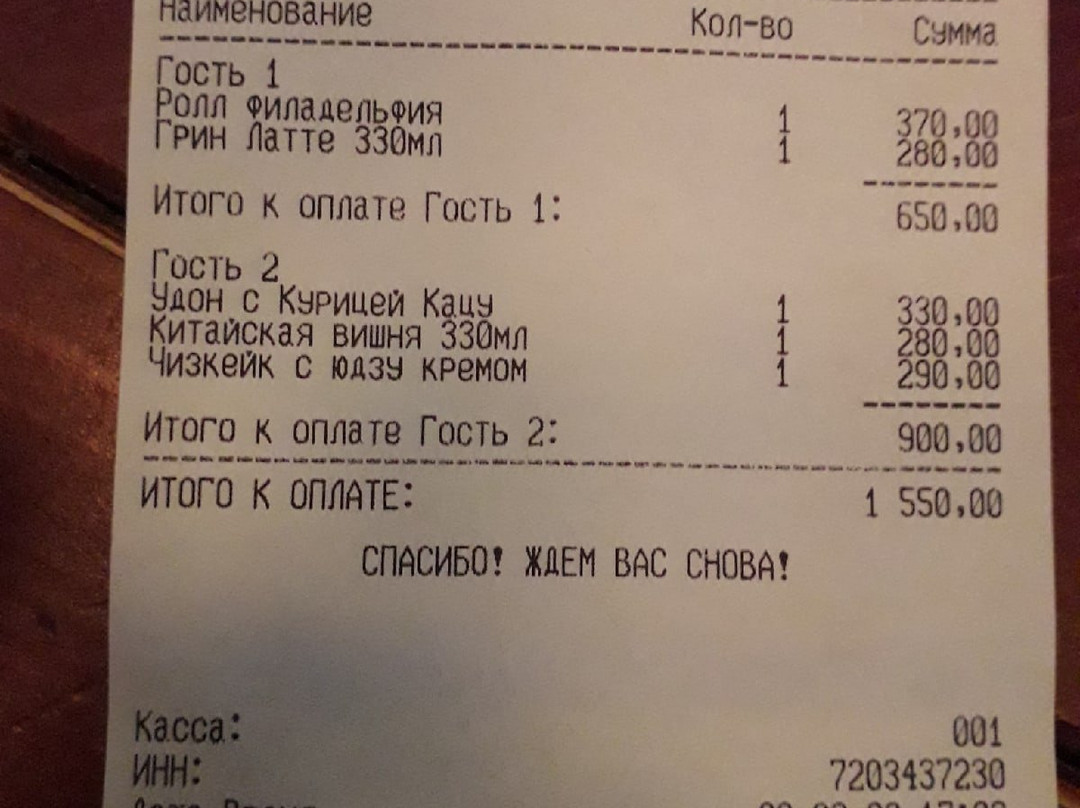 Наименование Кол-во Сумма
Гость 1
Ролл Филадельфия 1 370,00
Грин Латте 330мл 1 280,00
Итого к оплате Гость 1: 650,00
Гость 2
Удон с Курицей Кацу 1 330,00
Китайская вишня 330мл 1 280,00
Чизкейк с юдзу кремом 1 290,00
Итого к оплате Гость 2: 900,00
ИТОГО К ОПЛАТЕ: 1 550,00
СПАСИБО! ЖДЕМ ВАС СНОВА!
Касса: 001
ИНН: 7203437230